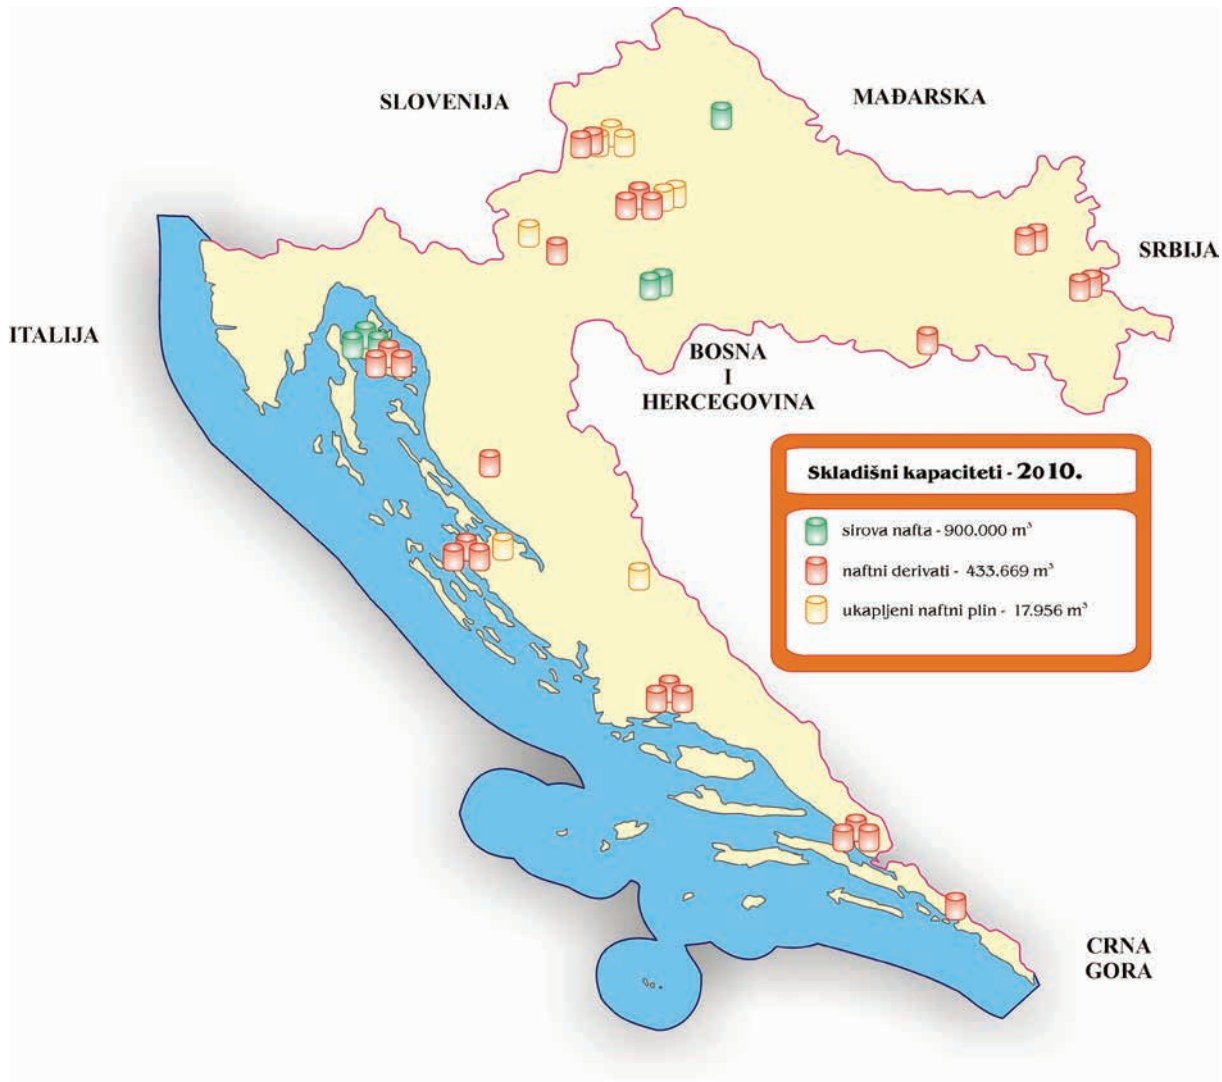 SLOVENIJA
MAĐARSKA
SRBIJA
ITALIJA
BOSNA
I
HERCEGOVINA
Skladišni kapaciteti - 2010.
sirova nafta - 900.000 m³
naftni derivati - 433.669 m³
ukapljeni naftni plin - 17.956 m³
CRNA
GORA